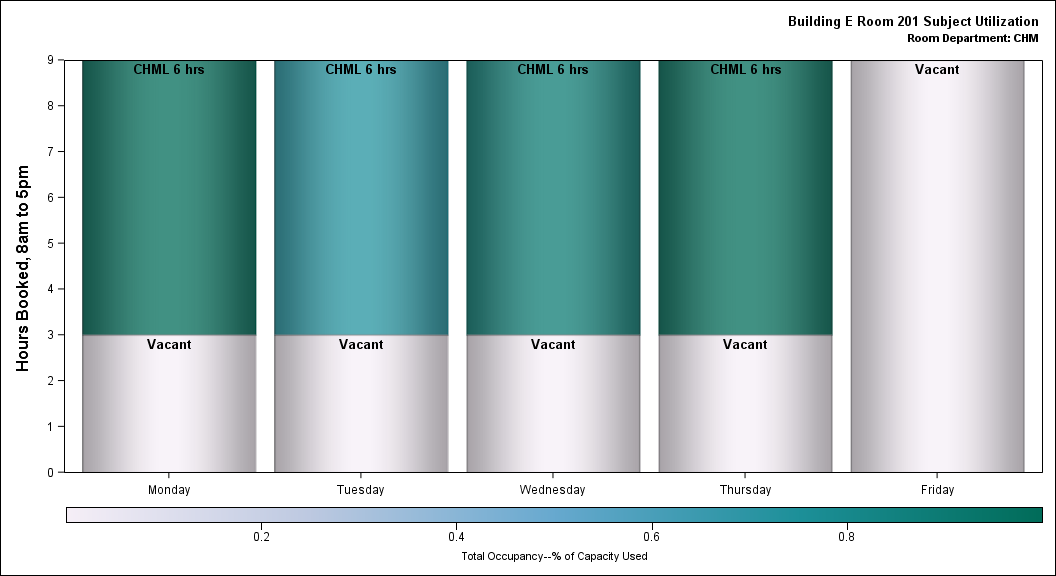 Building E Room 201 Subject Utilization
Room Department: CHM
Hours Booked, 8am to 5pm
9
8
7
6
5
4
3
2
1
0
CHML 6 hrs
CHML 6 hrs
CHML 6 hrs
CHML 6 hrs
Vacant
Vacant
Vacant
Vacant
Vacant
Monday
Tuesday
Wednesday
Thursday
Friday
0.2
0.4
0.6
0.8
Total Occupancy--% of Capacity Used